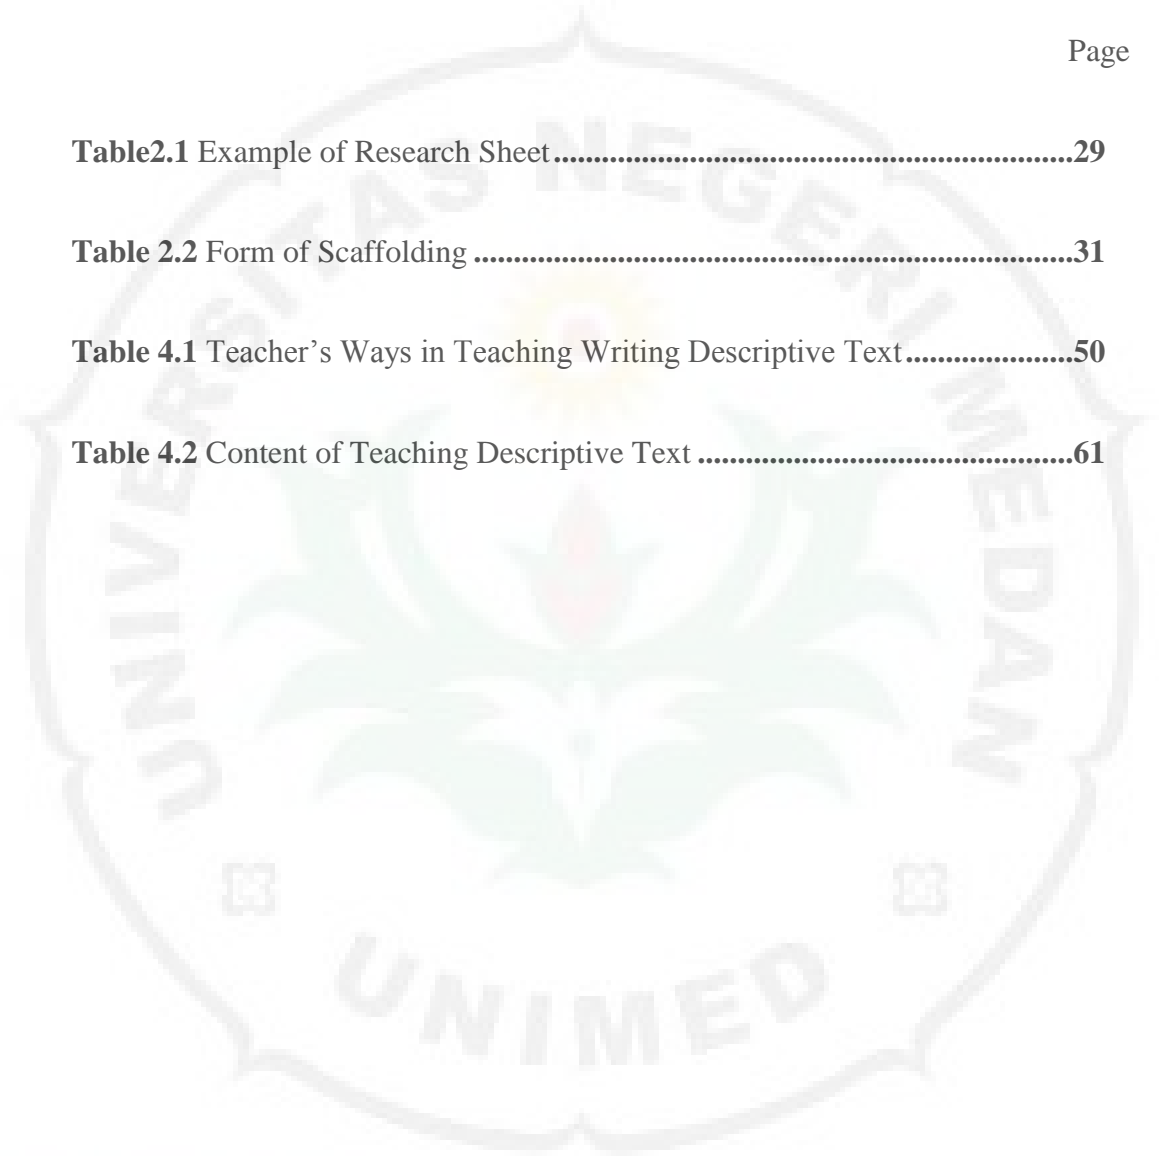 Page
Table2.1 Example of Research Sheet.................................................................29
Table 2.2 Form of Scaffolding ...........................................................................31
Table 4.1 Teacher’s Ways in Teaching Writing Descriptive Text.....................50
Table 4.2 Content of Teaching Descriptive Text ...............................................61
UNIVERSITAS NEGERI MEDAN
UNIMED